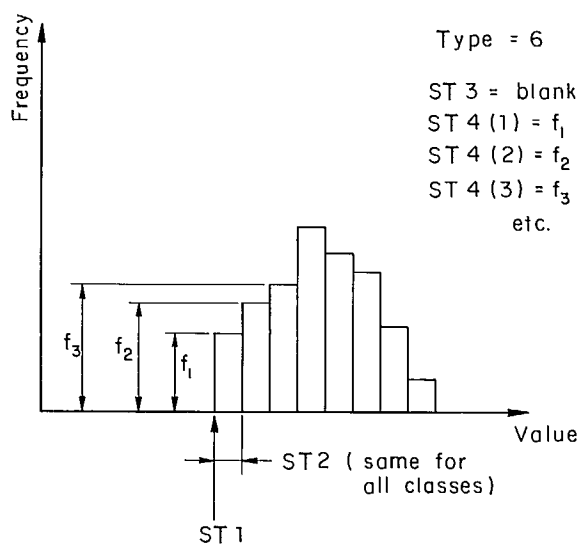 Frequency
Type = 6
ST 3 = blank
ST 4 (1) = f₁
ST 4 (2) = f₂
ST 4 (3) = f₃
etc.
f₃
f₂
f₁
Value
ST2 ( same for
all classes)
ST 1